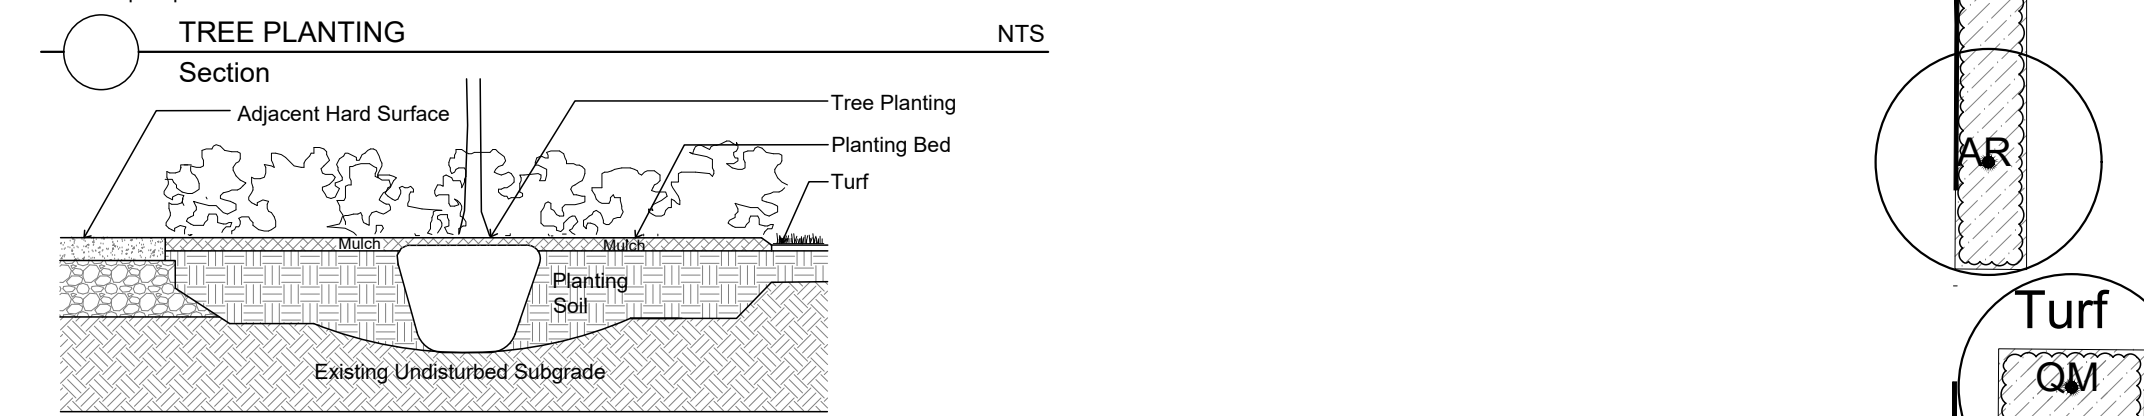 TREE PLANTING
NTS
Section
Adjacent Hard Surface
Tree Planting
Planting Bed
Turf
Mulch
Mulch
Planting
Soil
Existing Undisturbed Subgrade
AR
Turf
QM